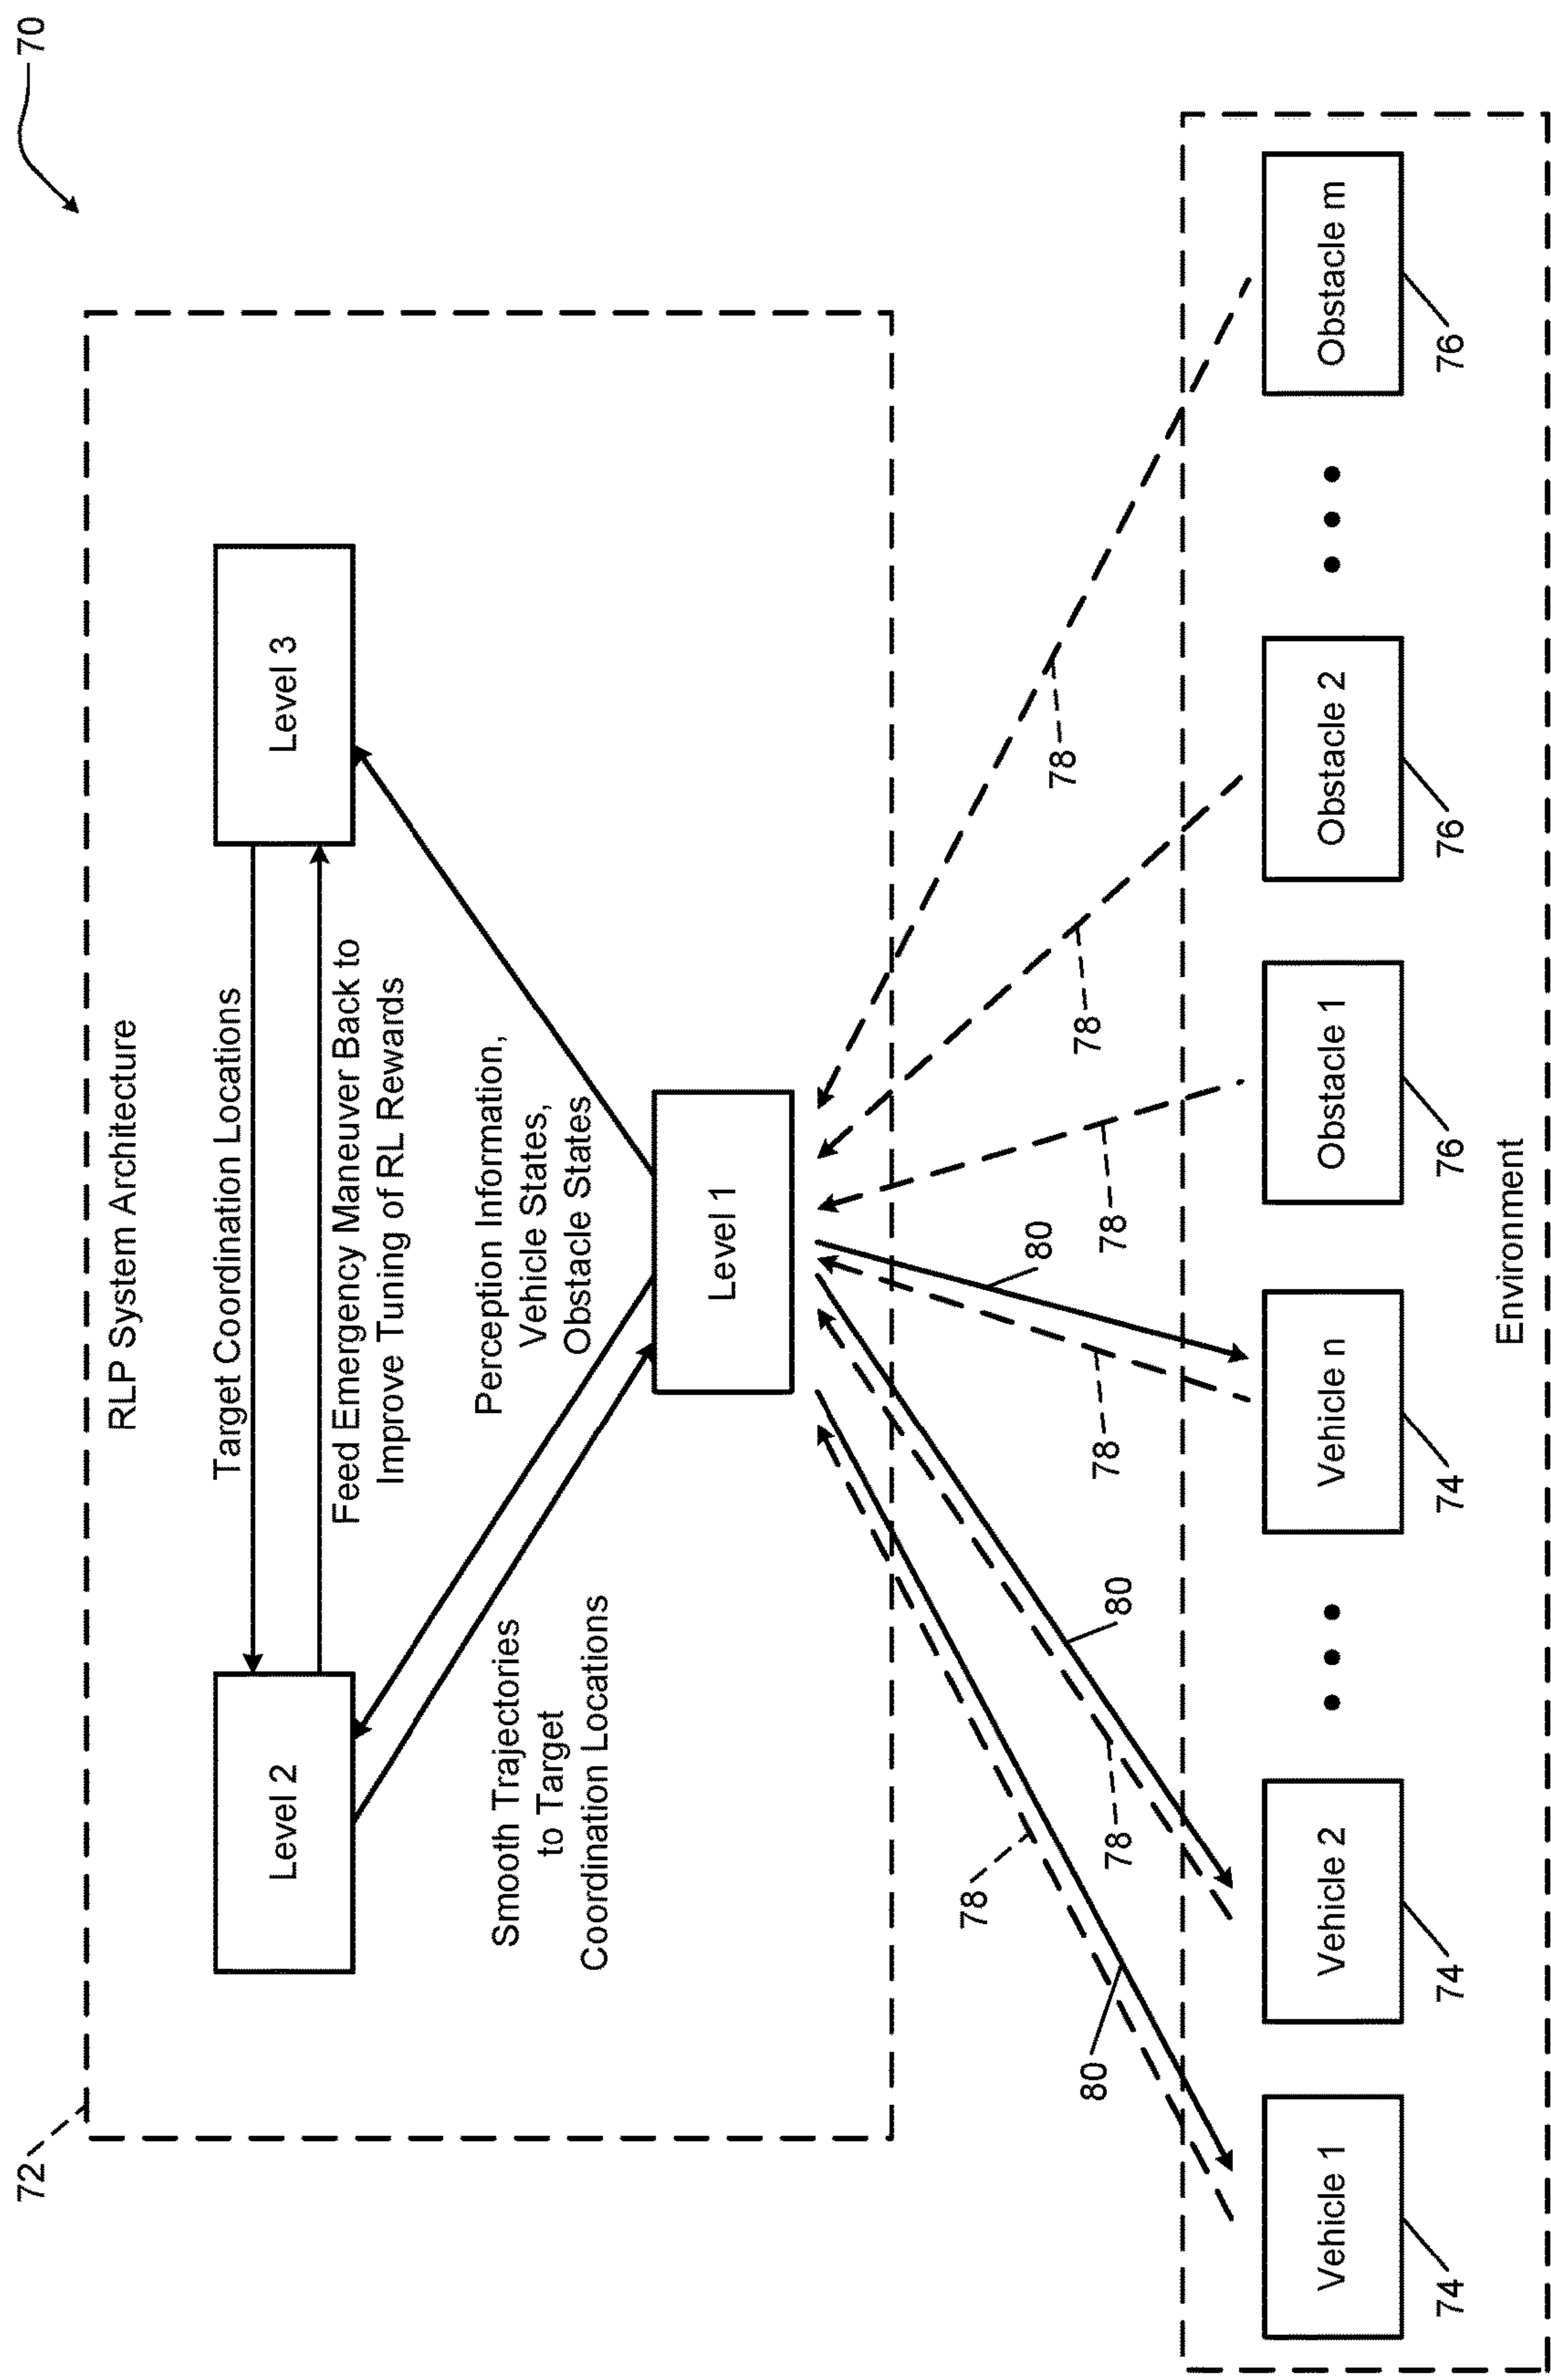 70
72
RLP System Architecture
Target Coordination Locations
Level 2
Level 3
Feed Emergency Maneuver Back to
Improve Tuning of RL Rewards
Smooth Trajectories
to Target
Coordination Locations
Perception Information,
Vehicle States,
Obstacle States
Level 1
78
80
78
80
78
80
78
78
78
Vehicle 1
Vehicle 2
Vehicle n
Obstacle 1
Obstacle 2
Obstacle m
74
74
74
76
76
76
Environment